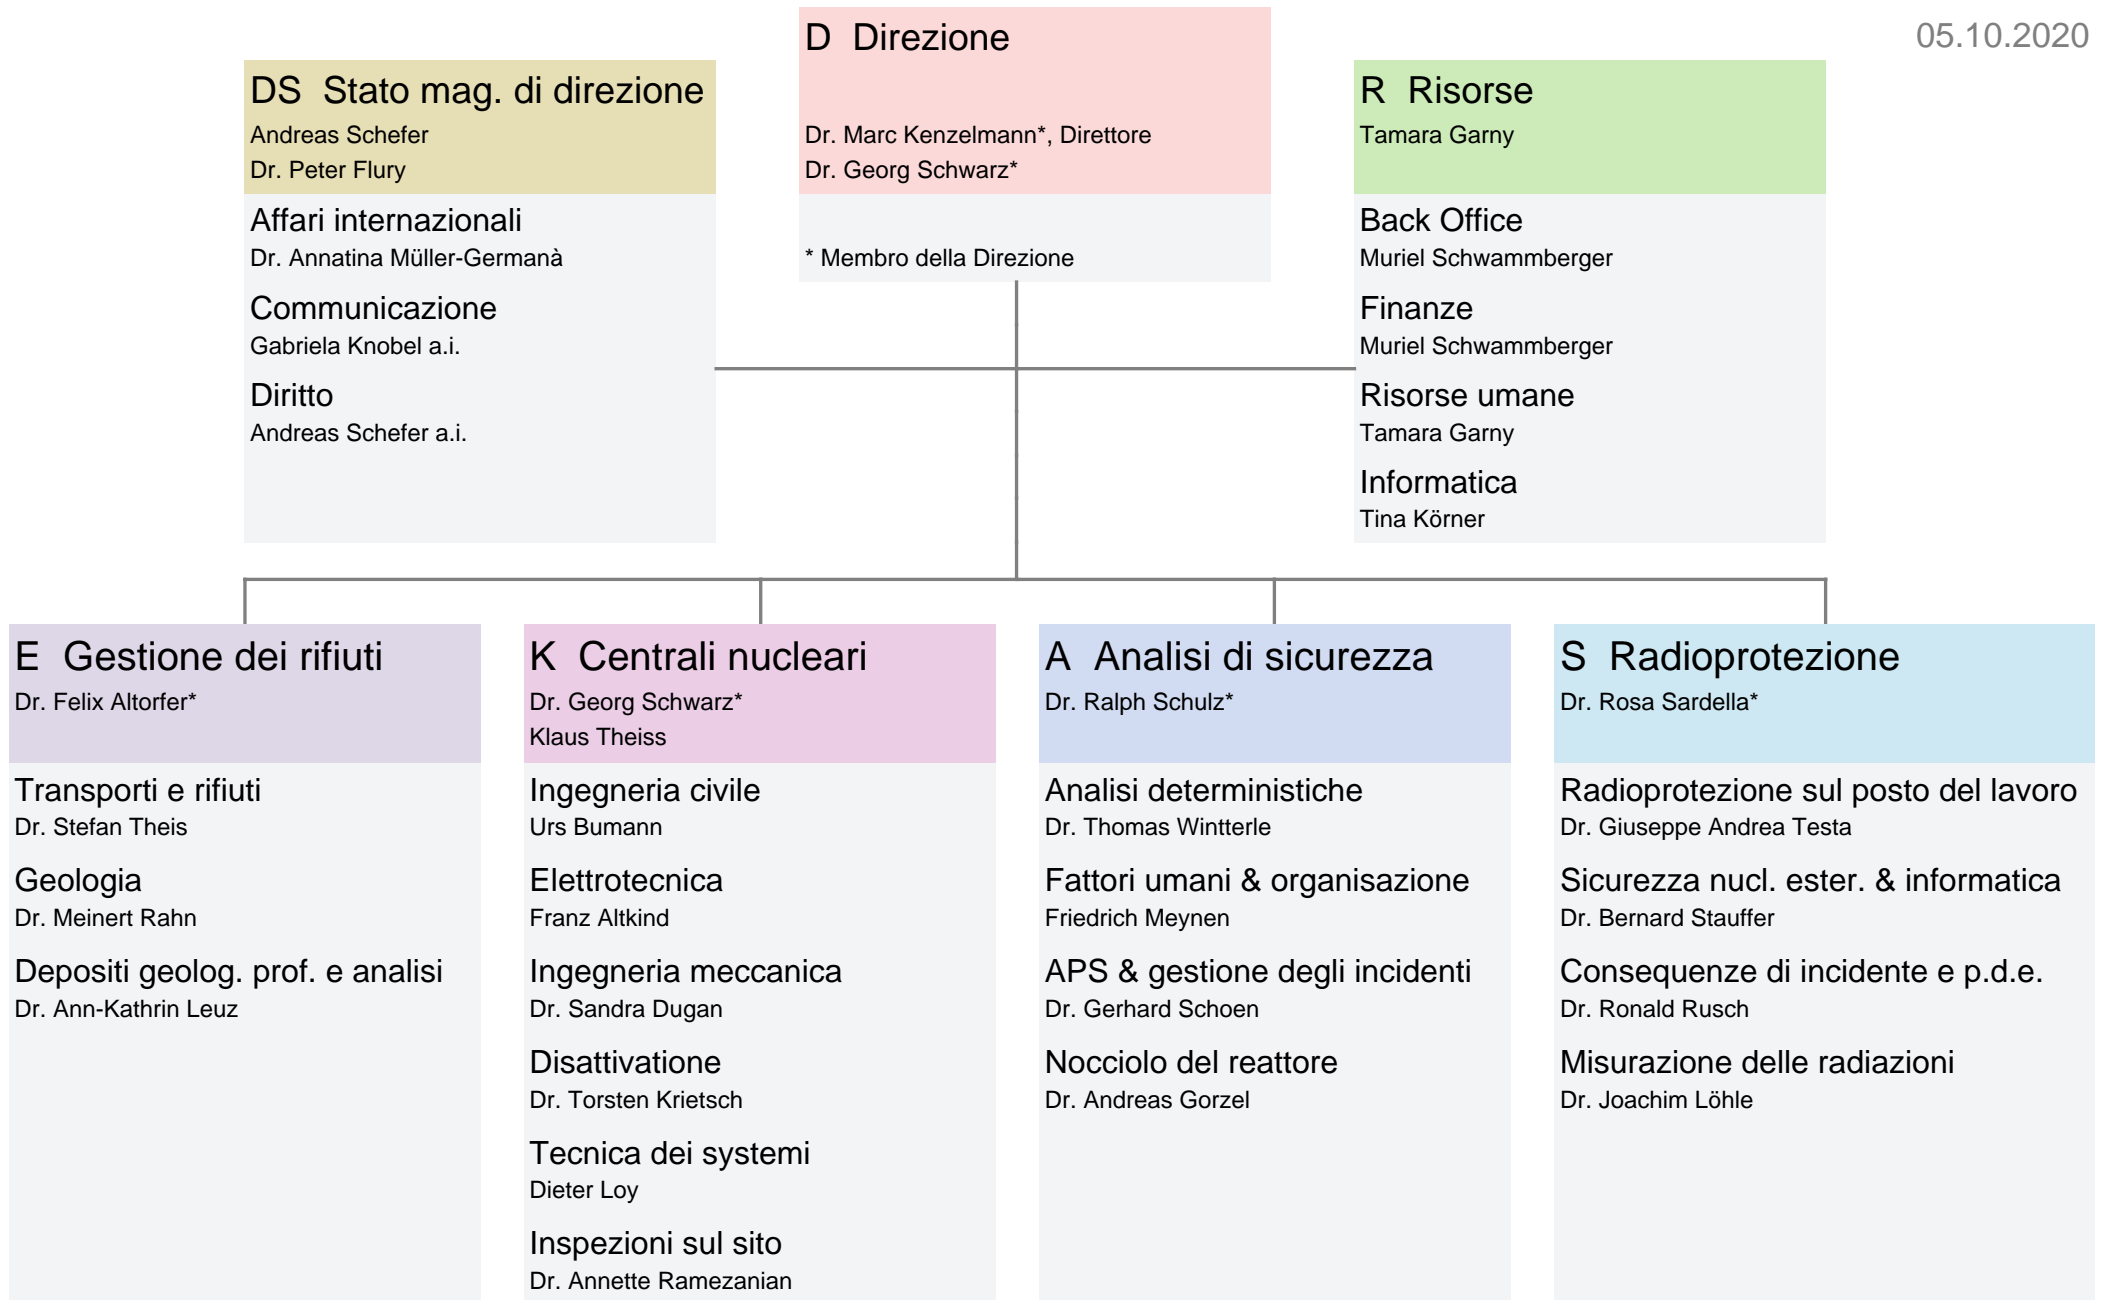 05.10.2020
D Direzione
Dr. Marc Kenzelmann*, Direttore
Dr. Georg Schwarz*
* Membro della Direzione
DS Stato mag. di direzione
Andreas Schefer
Dr. Peter Flury
Affari internazionali
Dr. Annatina Müller-Germanà
Communicazione
Gabriela Knobel a.i.
Diritto
Andreas Schefer a.i.
R Risorse
Tamara Garny
Back Office
Muriel Schwammberger
Finanze
Muriel Schwammberger
Risorse umane
Tamara Garny
Informatica
Tina Körner
E Gestione dei rifiuti
Dr. Felix Altorfer*
Transporti e rifiuti
Dr. Stefan Theis
Geologia
Dr. Meinert Rahn
Depositi geolog. prof. e analisi
Dr. Ann-Kathrin Leuz
K Centrali nucleari
Dr. Georg Schwarz*
Klaus Theiss
Ingegneria civile
Urs Bumann
Elettrotecnica
Franz Altkind
Ingegneria meccanica
Dr. Sandra Dugan
Disattivatione
Dr. Torsten Krietsch
Tecnica dei systemi
Dieter Loy
Inspezioni sul sito
Dr. Annette Ramezanian
A Analisi di sicurezza
Dr. Ralph Schulz*
Analisi deterministiche
Dr. Thomas Wintterle
Fattori umani & organisazione
Friedrich Meynen
APS & gestione degli incidenti
Dr. Gerhard Schoen
Nocciolo del reattore
Dr. Andreas Gorzel
S Radioprotezione
Dr. Rosa Sardella*
Radioprotezione sul posto del lavoro
Dr. Giuseppe Andrea Testa
Sicurezza nucl. ester. & informatica
Dr. Bernard Stauffer
Consequenze di incidente e p.d.e.
Dr. Ronald Rusch
Misurazione delle radiazioni
Dr. Joachim Löhle